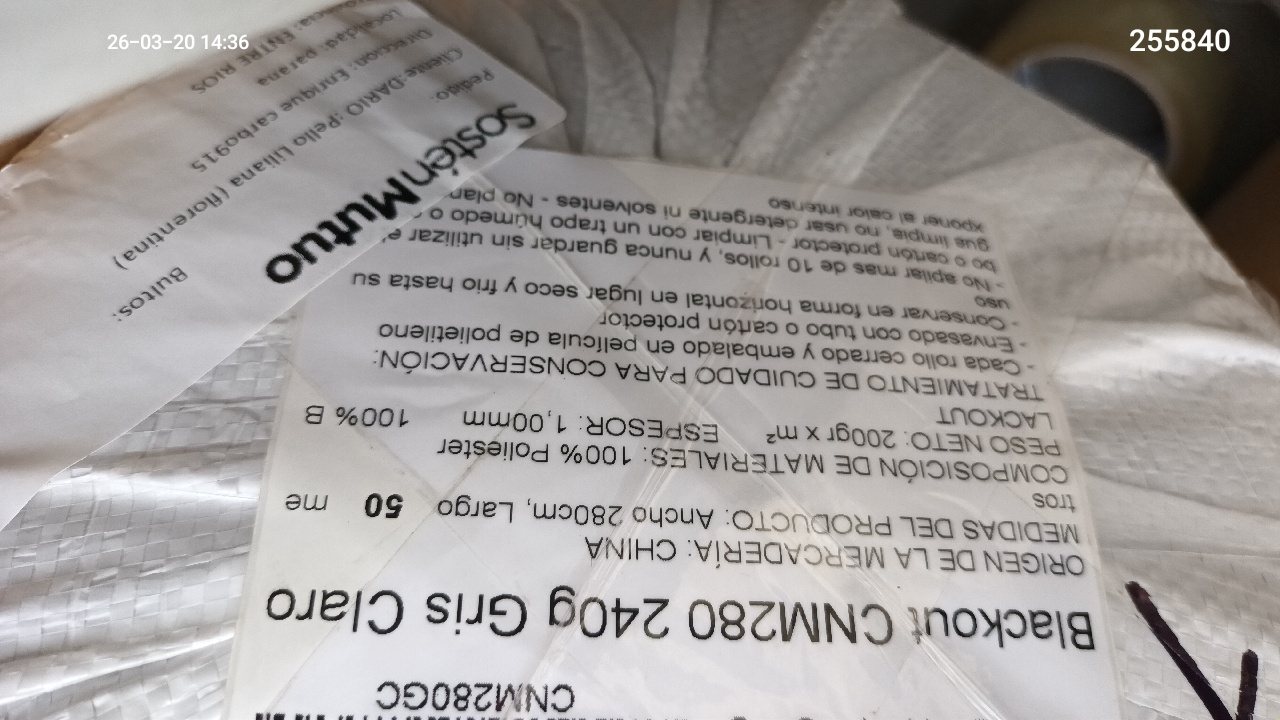 26-03-20 14:36
255840
CNM280GC
Blackout CNM280 240g Gris Claro
ORIGEN DE LA MERCADERÍA: CHINA
MEDIDAS DEL PRODUCTO: Ancho 280cm, Largo 50 me
tros
COMPOSICIÓN DE MATERIALES: 100% Poliester
PESO NETO: 200gr x m² ESPESOR: 1,00mm 100% B
LACKOUT
TRATAMIENTO DE CUIDADO PARA CONSERVACIÓN:
- Cada rollo cerrado y embalado en película de polietileno
- Envasado con tubo o cartón protector
- Conservar en forma horizontal en lugar seco y frio hasta su
uso
- No apilar mas de 10 rollos, y nunca guardar sin utilizar el
bo o cartón protector - Limpiar con un trapo húmedo o
gua limpia, no usar detergente ni solventes - No plan
xponer al calor intenso
SosténMutuo
Pedido:
Cliente:DARIO :Pello Liliana (florentina)
Direccion: Enrique carbo915
Localidad: parana
ENTRE RIOS
Bultos: